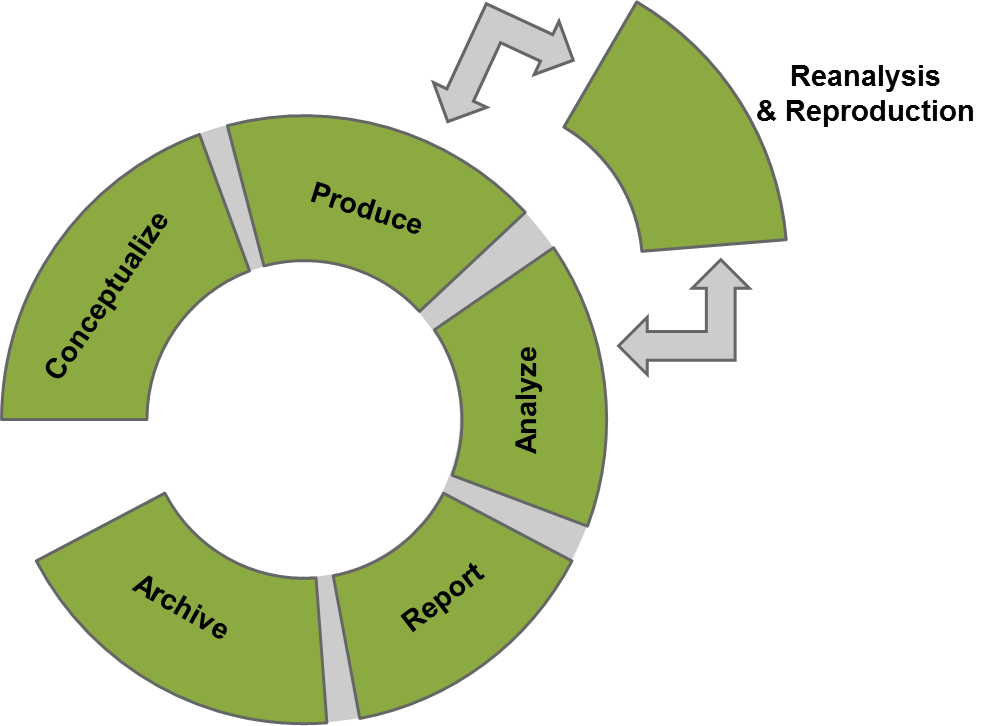 Reanalysis
& Reproduction
Conceptualize
Produce
Analyze
Report
Archive